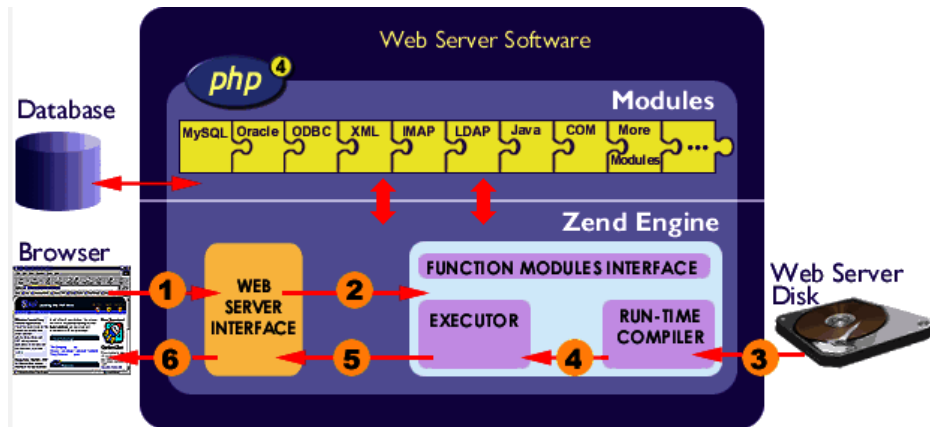 Web Server Software
php 4
Modules
Database
MySQL Oracle ODBC XML IMAP LDAP Java COM More Modules ...
Zend Engine
Browser
FUNCTION MODULES INTERFACE
Web Server
Disk
1
WEB
SERVER
INTERFACE
2
EXECUTOR
RUN-TIME
COMPILER
6
5
4
3